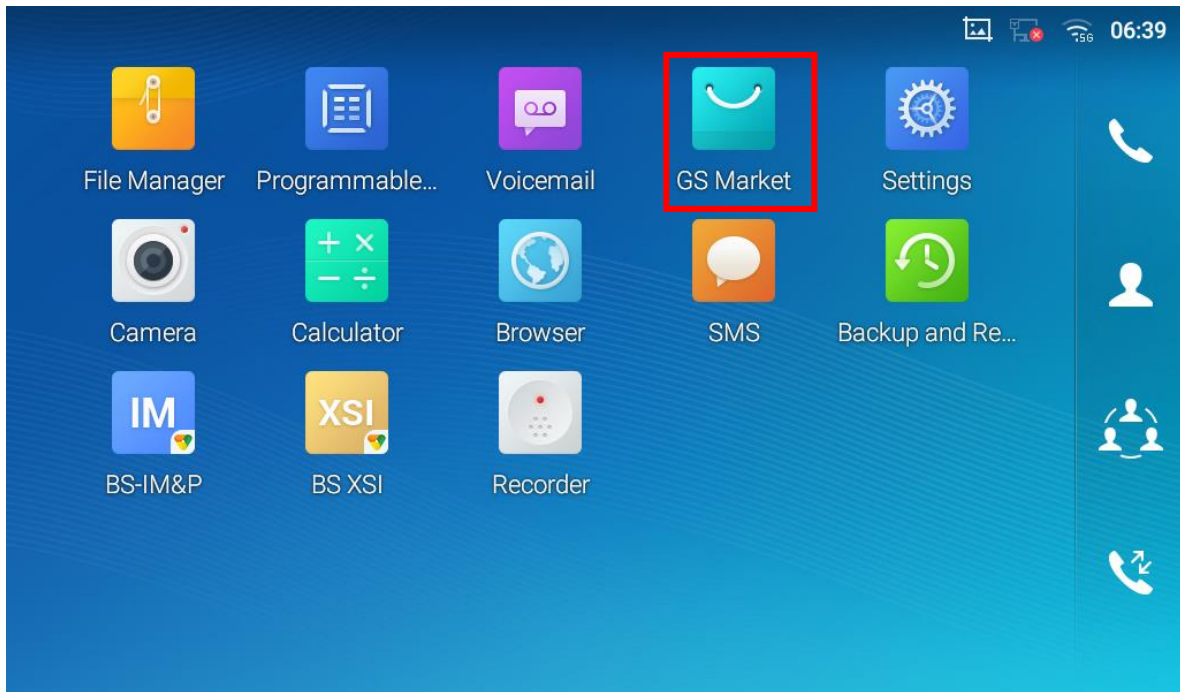 5G 06:39
File Manager Programmable... Voicemail GS Market Settings
Camera Calculator Browser SMS Backup and Re...
IM XSI
BS-IM&P BS XSI Recorder